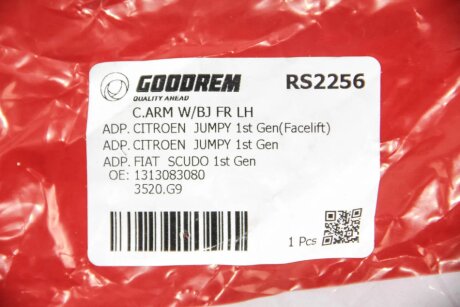 GOODREM RS2256
QUALITY AHEAD
C.ARM W/BJ FR LH
ADP. CITROEN JUMPY 1st Gen(Facelift)
ADP. CITROEN JUMPY 1st Gen
ADP. FIAT SCUDO 1st Gen
OE: 1313083080
3520.G9
1 Pcs